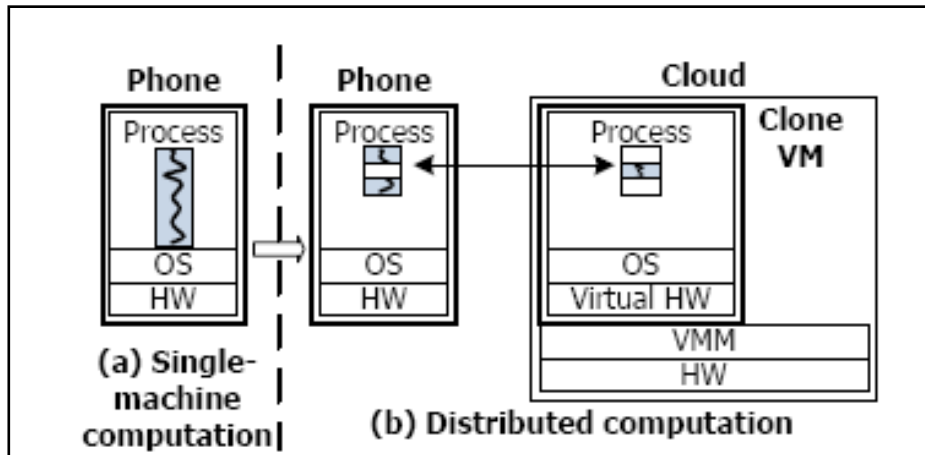 Phone
Process
OS
HW
(a) Single-
machine
computation
Phone
Process
OS
HW
Cloud
Clone
VM
Process
OS
Virtual HW
VMM
HW
(b) Distributed computation